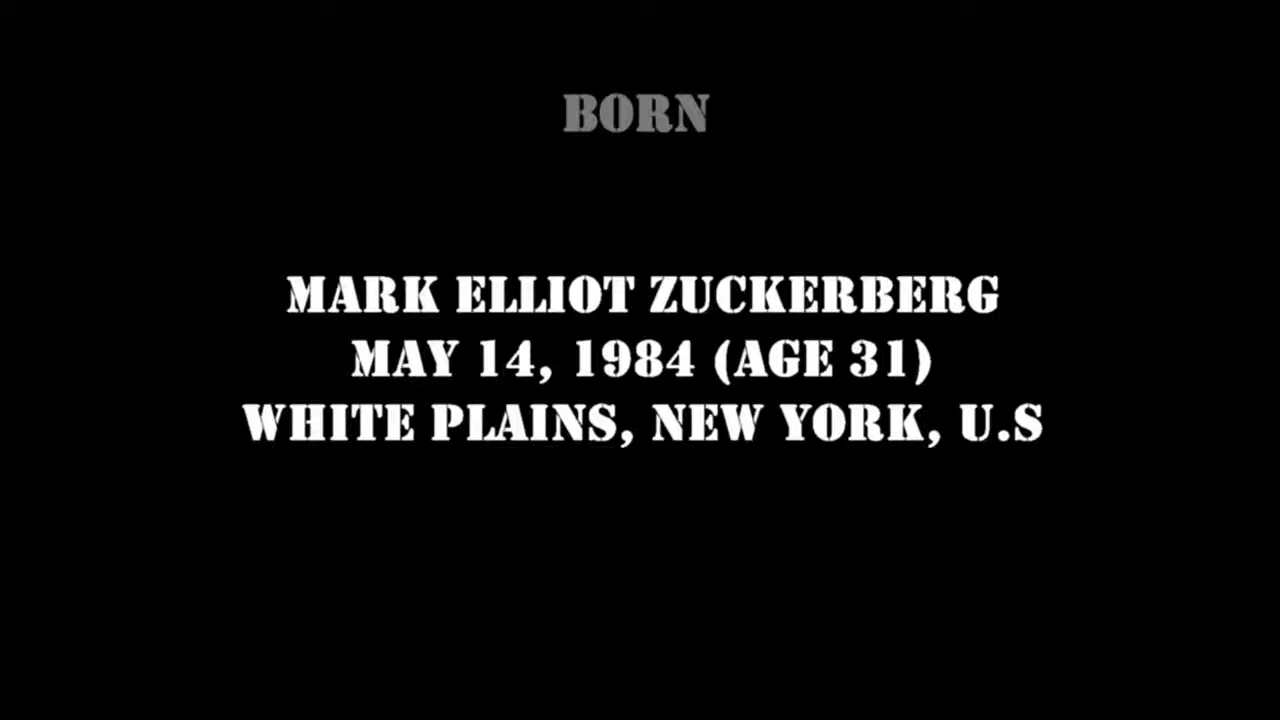 BORN
MARK ELLIOT ZUCKERBERG
MAY 14, 1984 (AGE 31)
WHITE PLAINS, NEW YORK, U.S